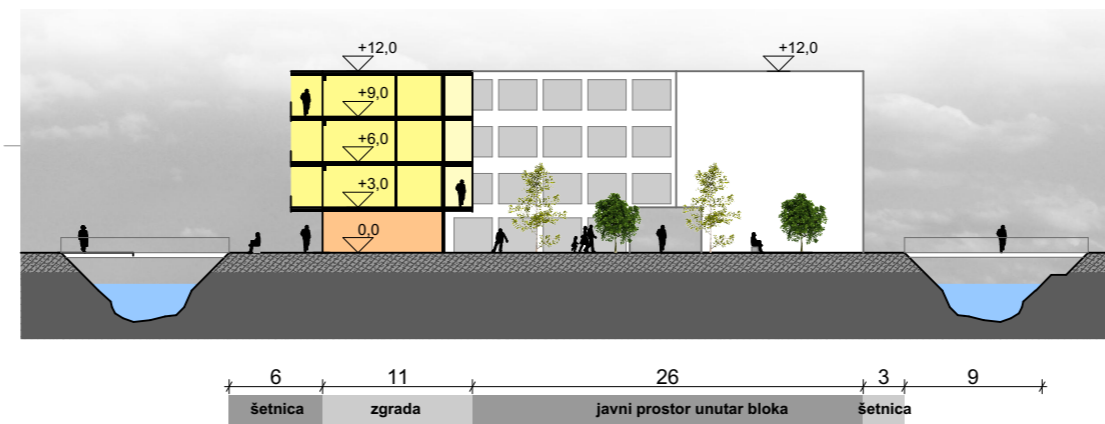 +12,0 +12,0
+9,0
+6,0
+3,0
0,0
6 11 26 3 9
šetnica zgrada javni prostor unutar bloka šetnica